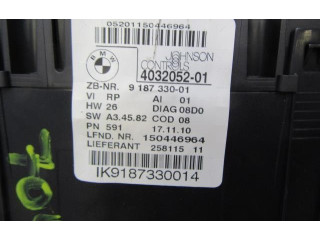 05201150446964
BMW
JOHNSON
CONTROLS
4032052-01
ZB-NR. 9 187.330-01
VI RP AI 01
HW 26 DIAG 08D0
SW A3.45.82 COD 08
PN 591 17.11.10
LFND. NR. 150446964
LIEFERANT 258115 11
IK9187330014